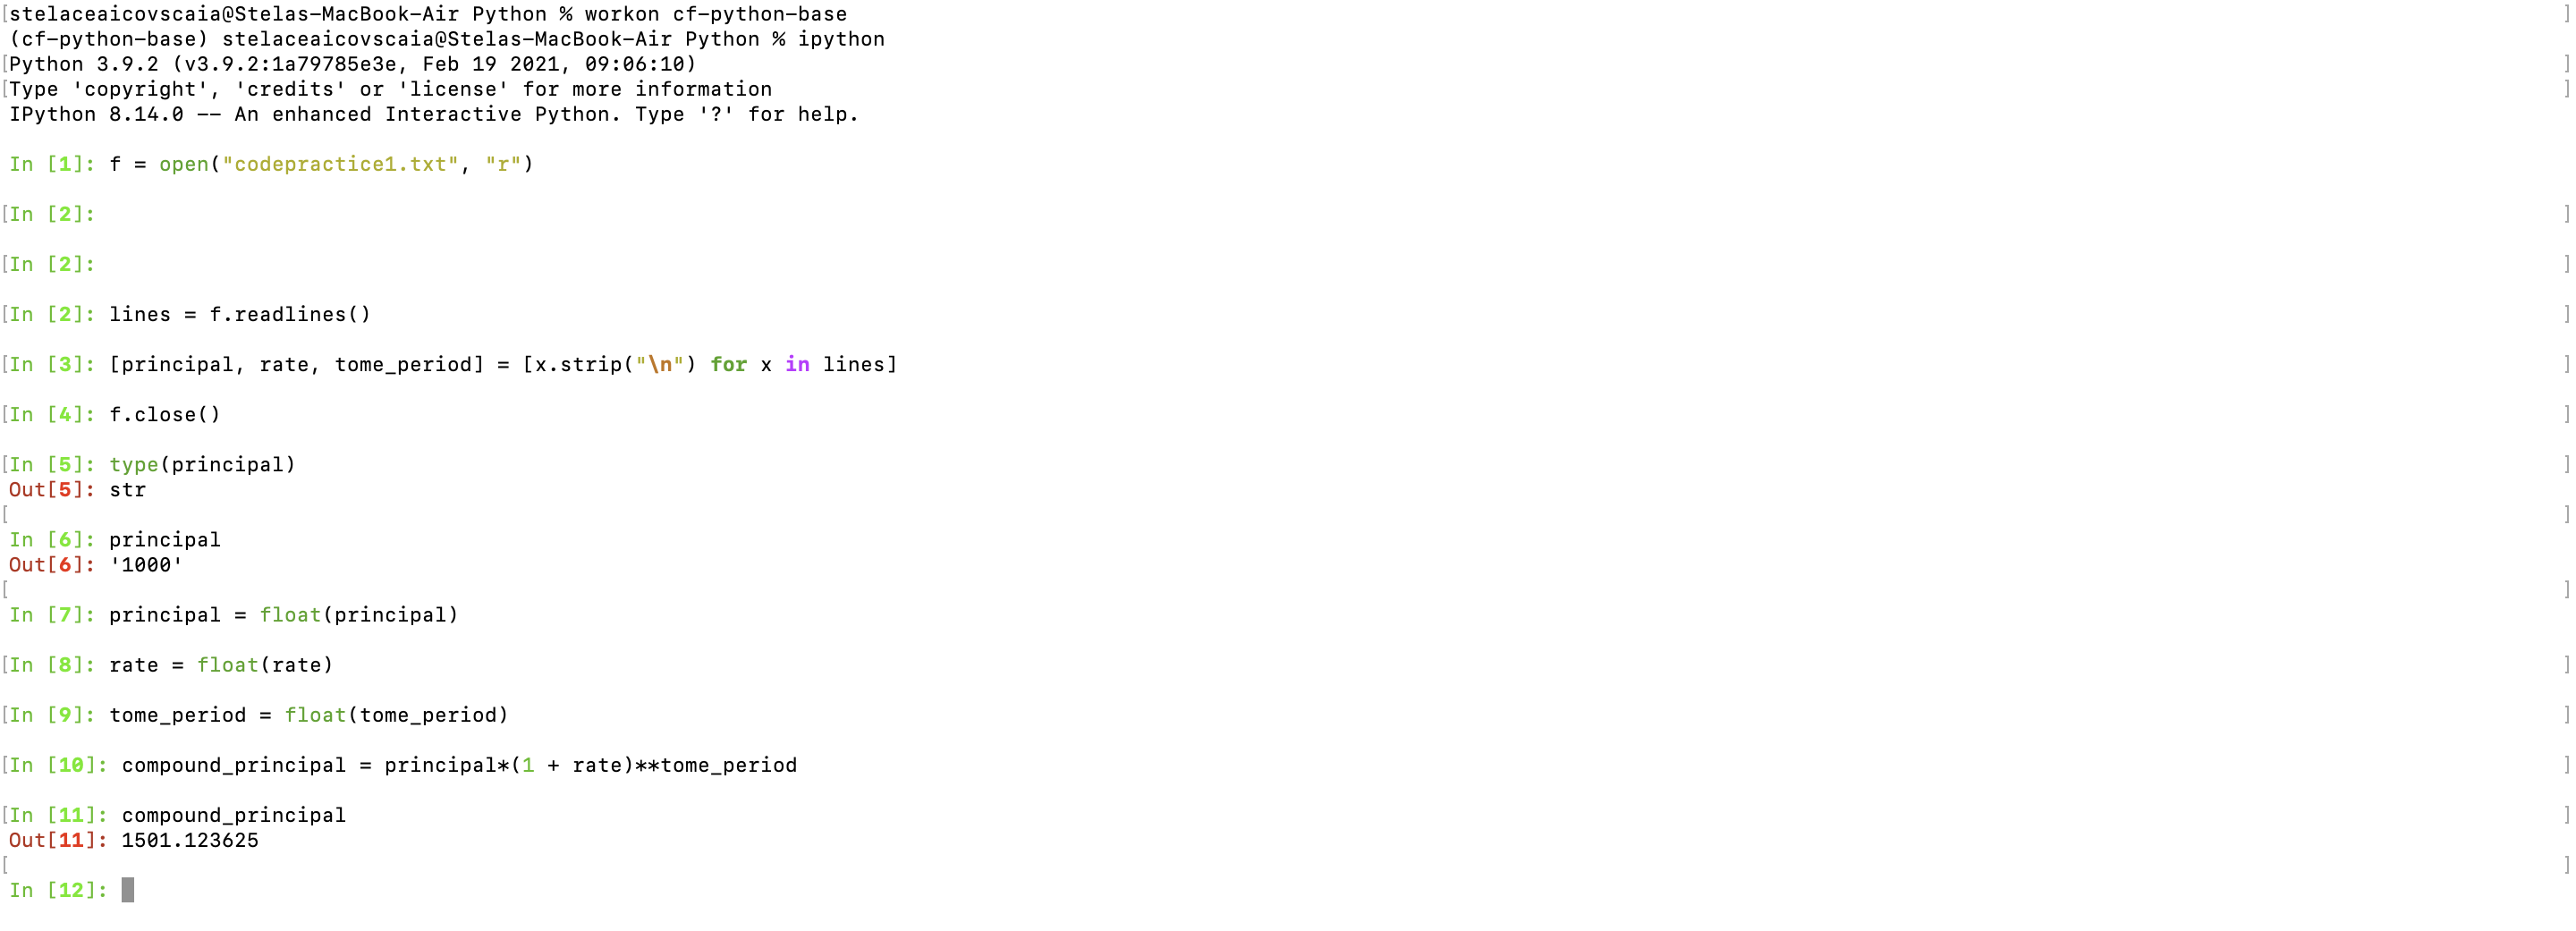 [stelaceaicovscaia@Stelas-MacBook-Air Python % workon cf-python-base ]
(cf-python-base) stelaceaicovscaia@Stelas-MacBook-Air Python % ipython
[Python 3.9.2 (v3.9.2:1a79785e3e, Feb 19 2021, 09:06:10) ]
[Type 'copyright', 'credits' or 'license' for more information ]
IPython 8.14.0 -- An enhanced Interactive Python. Type '?' for help.
In [1]: f = open("codepractice1.txt", "r")
[In [2]: ]
[In [2]: ]
[In [2]: lines = f.readlines() ]
[In [3]: [principal, rate, tome_period] = [x.strip("\n") for x in lines] ]
[In [4]: f.close() ]
[In [5]: type(principal) ]
Out[5]: str
[ ]
In [6]: principal
Out[6]: '1000'
[ ]
In [7]: principal = float(principal)
[In [8]: rate = float(rate) ]
[In [9]: tome_period = float(tome_period) ]
[In [10]: compound_principal = principal*(1 + rate)**tome_period ]
[In [11]: compound_principal ]
Out[11]: 1501.123625
[ ]
In [12]: